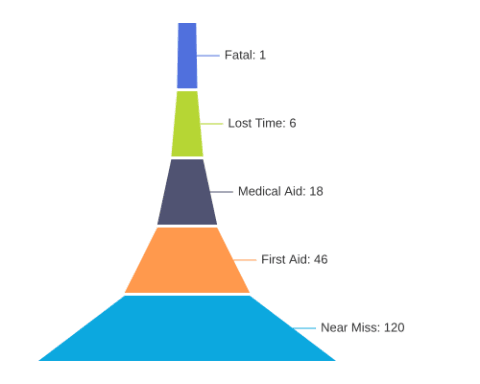 Fatal: 1
Lost Time: 6
Medical Aid: 18
First Aid: 46
Near Miss: 120